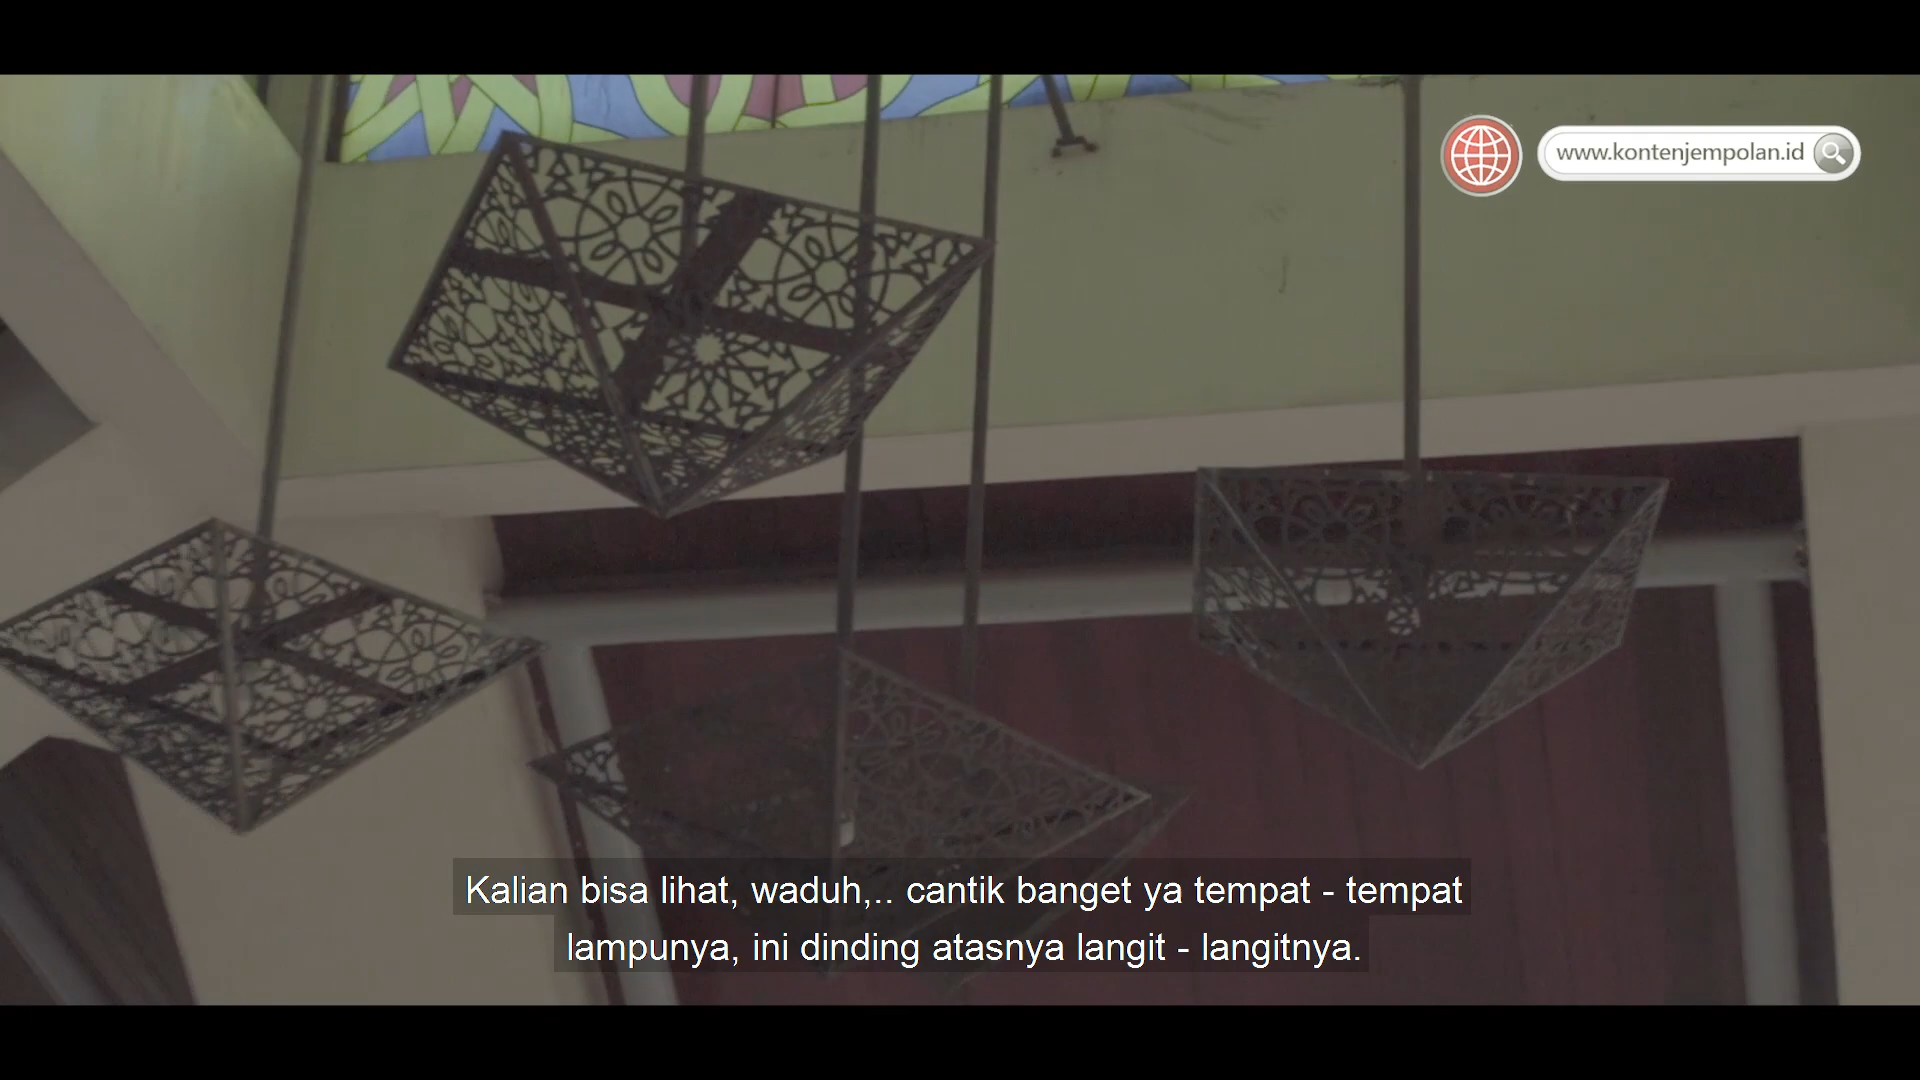 www.kontenjempolan.id
Kalian bisa lihat, waduh,.. cantik banget ya tempat - tempat
lampunya, ini dinding atasnya langit - langitnya.